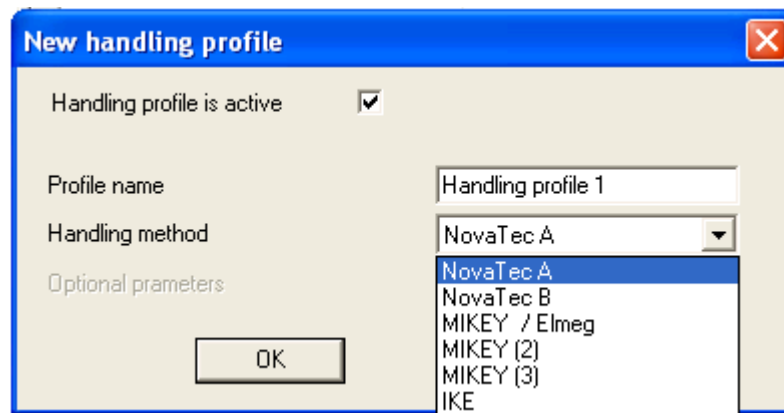 New handling profile
Handling profile is active
Profile name Handling profile 1
Handling method NovaTec A
NovaTec A
NovaTec B
Optional prameters
MIKEY / Elmeg
MIKEY (2)
OK
MIKEY (3)
IKE